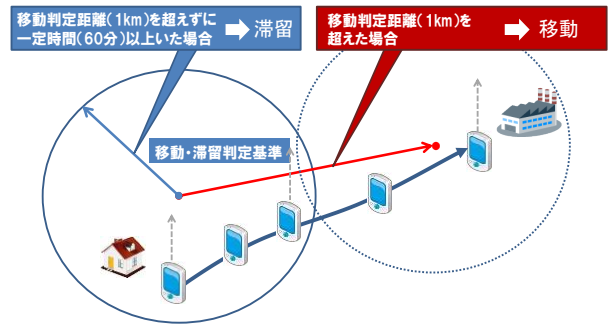 移動判定距離(1km)を超えずに
一定時間(60分)以上いた場合
滞留
移動判定距離(1km)を
超えた場合
移動
移動・滞留判定基準